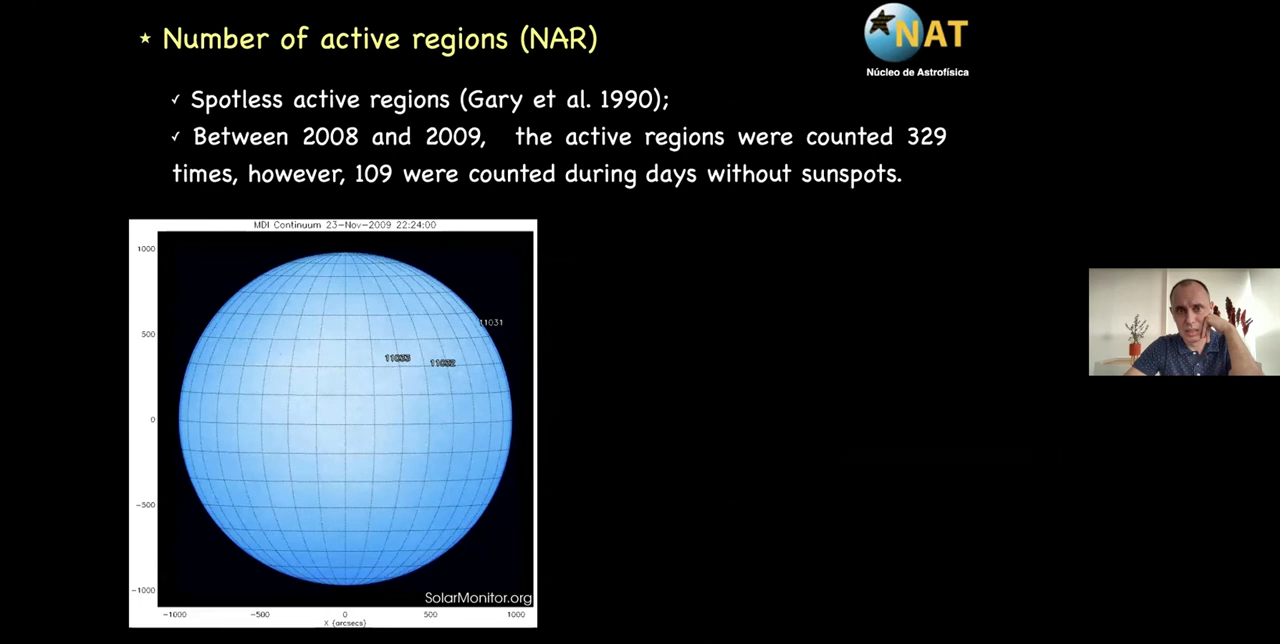 ★ Number of active regions (NAR)
NAT
Núcleo de Astrofísica
✓ Spotless active regions (Gary et al. 1990);
✓ Between 2008 and 2009, the active regions were counted 329
times, however, 109 were counted during days without sunspots.
MDI Continuum 23-Nov-2009 22:24:00
1000
500
0
-500
-1000
11031
11033
11032
SolarMonitor.org
-1000 -500 0 500 1000
X (arcsecs)